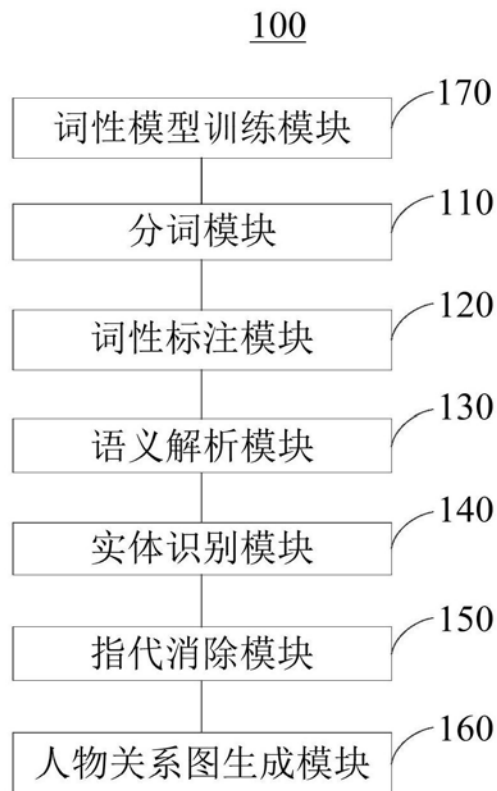 100
170
词性模型训练模块
110
分词模块
120
词性标注模块
130
语义解析模块
140
实体识别模块
150
指代消除模块
160
人物关系图生成模块